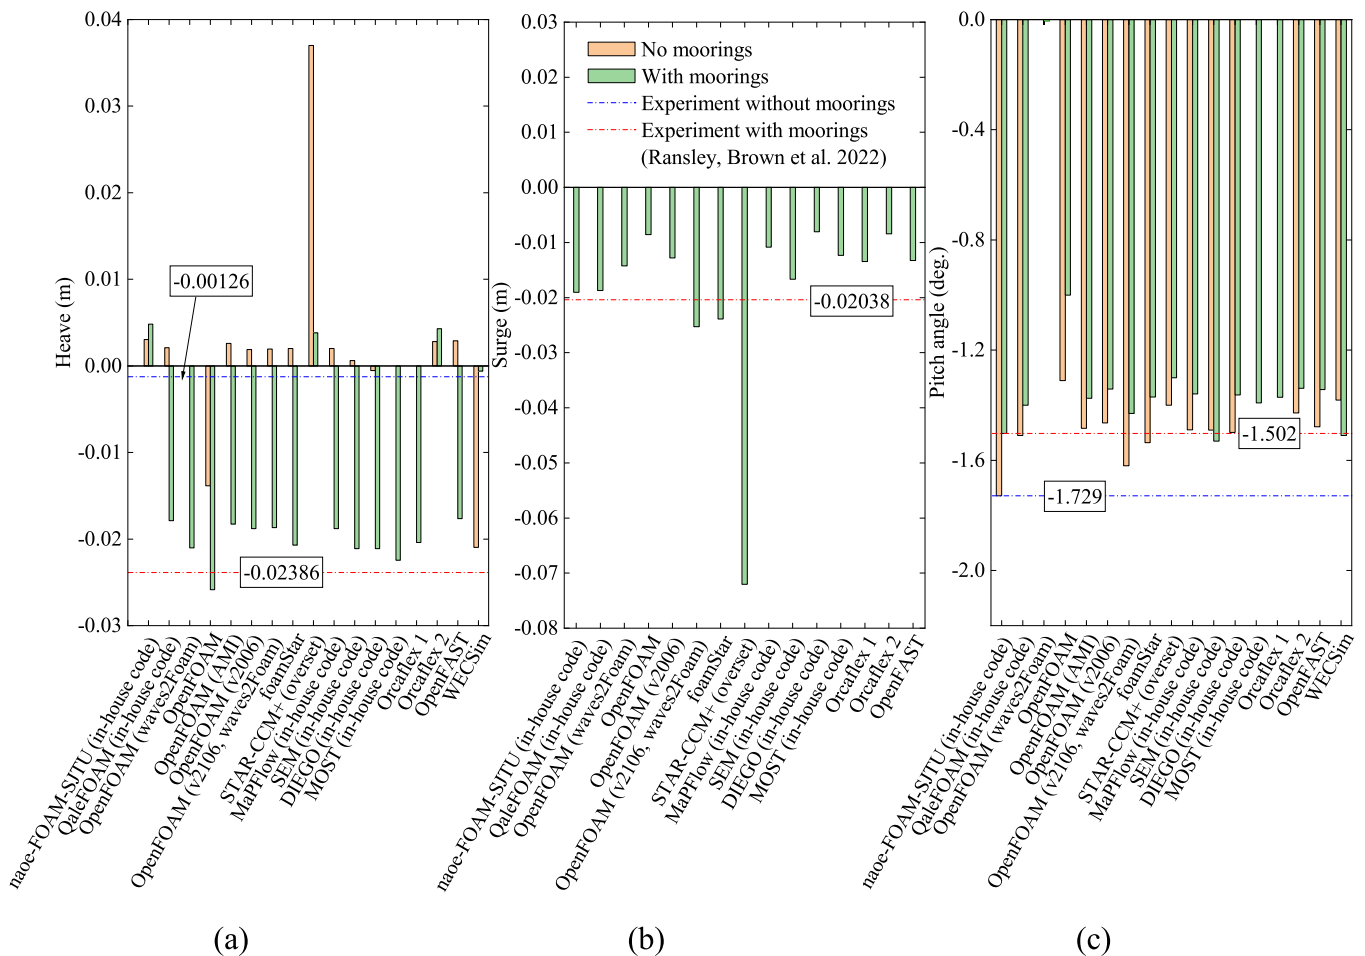 0.04
0.03
0.02
0.01
0.00
-0.01
-0.02
-0.03
Heave (m)
-0.00126
-0.02386
naoe-FOAM-SJTU (in-house code)
QaleFOAM (in-house code)
OpenFOAM (waves2Foam)
OpenFOAM
OpenFOAM (AMI)
OpenFOAM (v2006)
OpenFOAM (v2106, waves2Foam)
foamStar
STAR-CCM+ (overset)
MaPFlow (in-house code)
SEM (in-house code)
DIEGO (in-house code)
MOST (in-house code)
Orcaflex 1
Orcaflex 2
OpenFAST
WECSim
(a)
0.03
0.02
0.01
0.00
-0.01
-0.02
-0.03
-0.04
-0.05
-0.06
-0.07
-0.08
Surge (m)
No moorings
With moorings
Experiment without moorings
Experiment with moorings
(Ransley, Brown et al. 2022)
-0.02038
naoe-FOAM-SJTU (in-house code)
QaleFOAM (in-house code)
OpenFOAM (waves2Foam)
OpenFOAM
OpenFOAM (v2006)
OpenFOAM (v2106, waves2Foam)
foamStar
STAR-CCM+ (overset)
MaPFlow (in-house code)
SEM (in-house code)
DIEGO (in-house code)
MOST (in-house code)
Orcaflex 1
Orcaflex 2
OpenFAST
(b)
0.0
-0.4
-0.8
-1.2
-1.6
-2.0
Pitch angle (deg.)
-1.502
-1.729
naoe-FOAM-SJTU (in-house code)
QaleFOAM (in-house code)
OpenFOAM (waves2Foam)
OpenFOAM
OpenFOAM (AMI)
OpenFOAM (v2006)
OpenFOAM (v2106, waves2Foam)
foamStar
STAR-CCM+ (overset)
MaPFlow (in-house code)
SEM (in-house code)
DIEGO (in-house code)
MOST (in-house code)
Orcaflex 1
Orcaflex 2
OpenFAST
WECSim
(c)